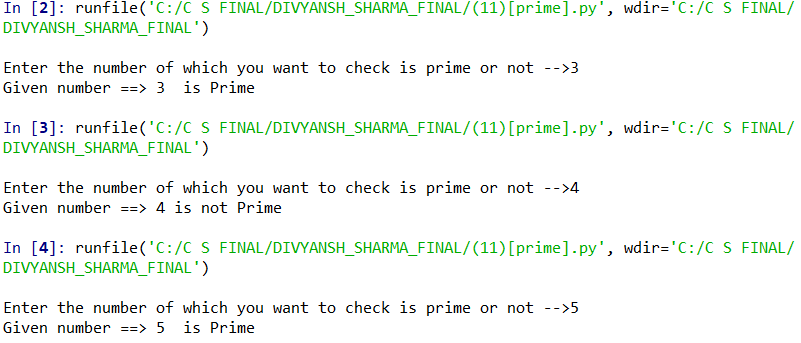 In [2]: runfile('C:/C S FINAL/DIVYANSH_SHARMA_FINAL/(11)[prime].py', wdir='C:/C S FINAL/
DIVYANSH_SHARMA_FINAL')
Enter the number of which you want to check is prime or not -->3
Given number ==> 3  is Prime
In [3]: runfile('C:/C S FINAL/DIVYANSH_SHARMA_FINAL/(11)[prime].py', wdir='C:/C S FINAL/
DIVYANSH_SHARMA_FINAL')
Enter the number of which you want to check is prime or not -->4
Given number ==> 4 is not Prime
In [4]: runfile('C:/C S FINAL/DIVYANSH_SHARMA_FINAL/(11)[prime].py', wdir='C:/C S FINAL/
DIVYANSH_SHARMA_FINAL')
Enter the number of which you want to check is prime or not -->5
Given number ==> 5  is Prime